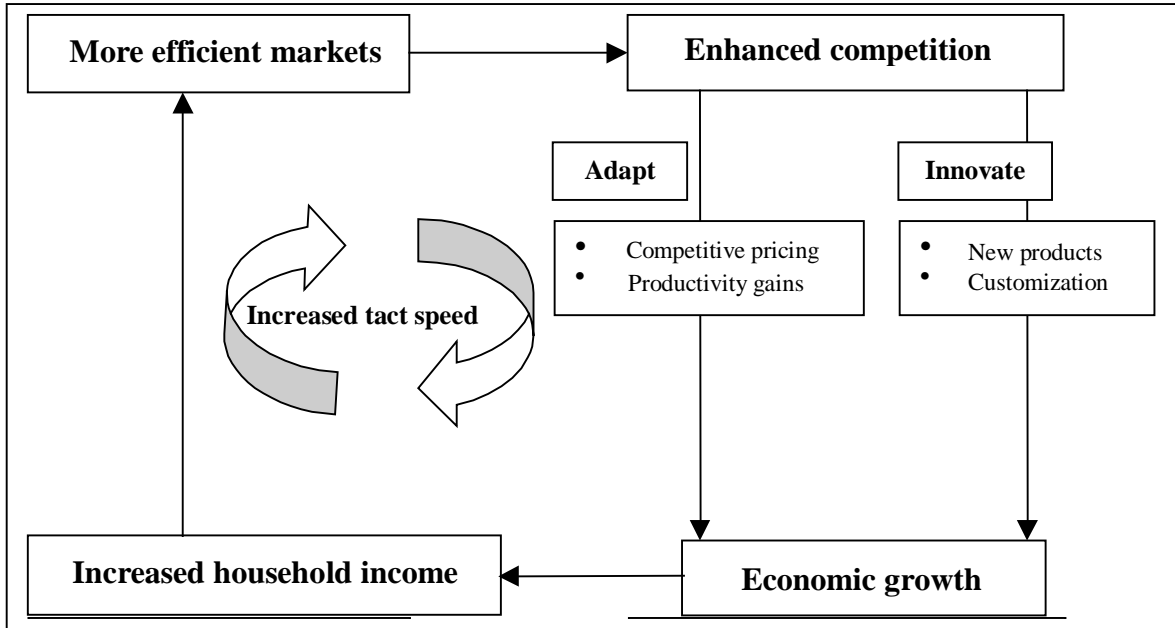 More efficient markets
Enhanced competition
Adapt
Innovate
• Competitive pricing
• Productivity gains
• New products
• Customization
Increased tact speed
Increased household income
Economic growth